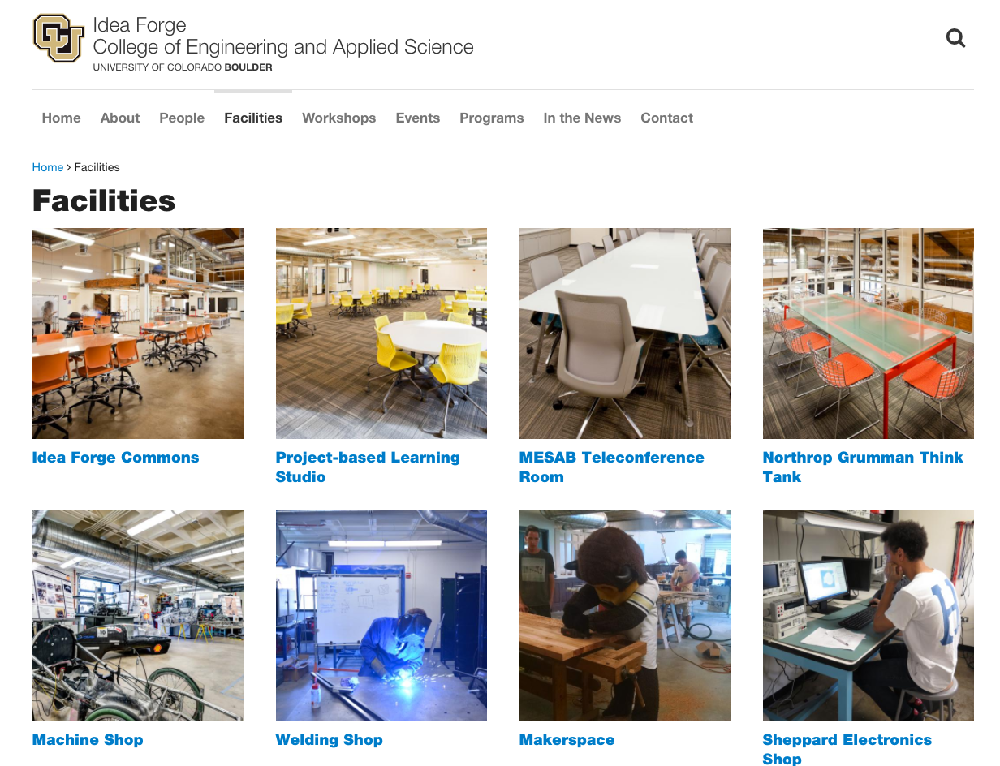 Idea Forge
College of Engineering and Applied Science
UNIVERSITY OF COLORADO BOULDER
Home About People Facilities Workshops Events Programs In the News Contact
Home > Facilities
Facilities
Idea Forge Commons
Project-based Learning
Studio
MESAB Teleconference
Room
Northrop Grumman Think
Tank
Machine Shop
Welding Shop
Makerspace
Sheppard Electronics
Shop